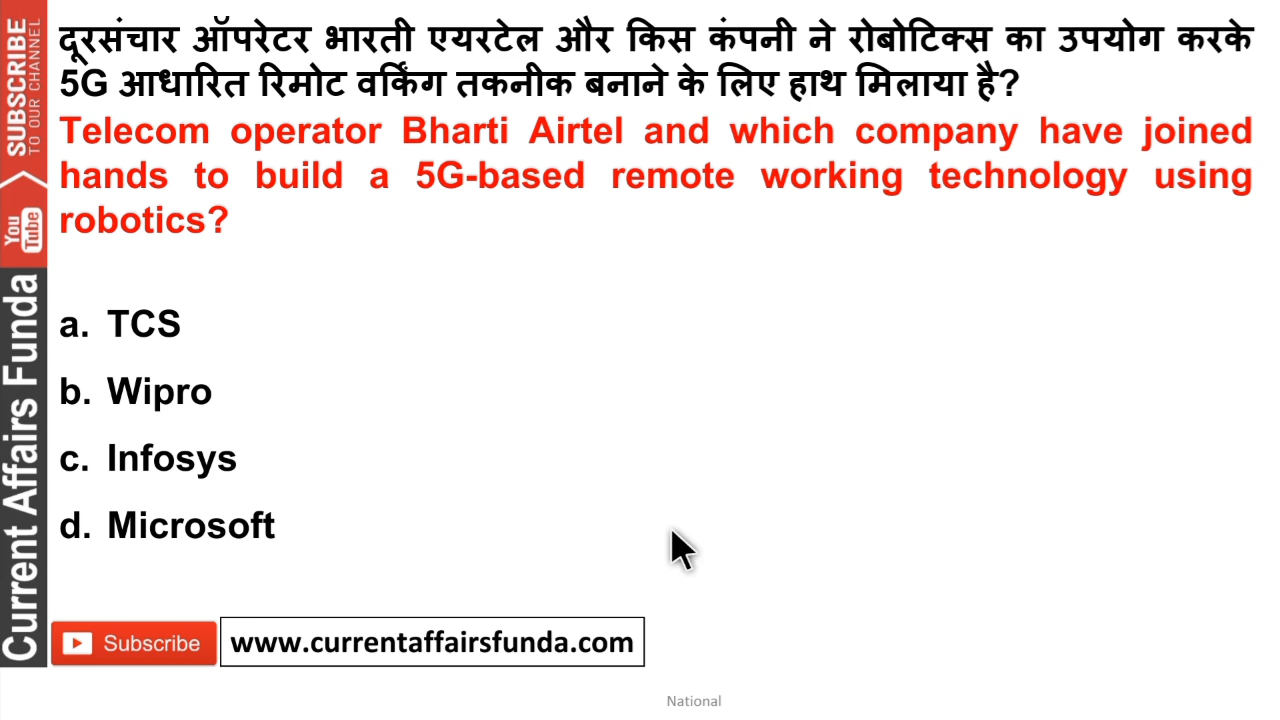 दूरसंचार ऑपरेटर भारती एयरटेल और किस कंपनी ने रोबोटिक्स का उपयोग करके
5G आधारित रिमोट वर्किंग तकनीक बनाने के लिए हाथ मिलाया है?
Telecom operator Bharti Airtel and which company have joined
hands to build a 5G-based remote working technology using
robotics?
a. TCS
b. Wipro
c. Infosys
d. Microsoft
Subscribe
www.currentaffairsfunda.com
National
SUBSCRIBE
TO OUR CHANNEL
You
Tube
Current Affairs Funda